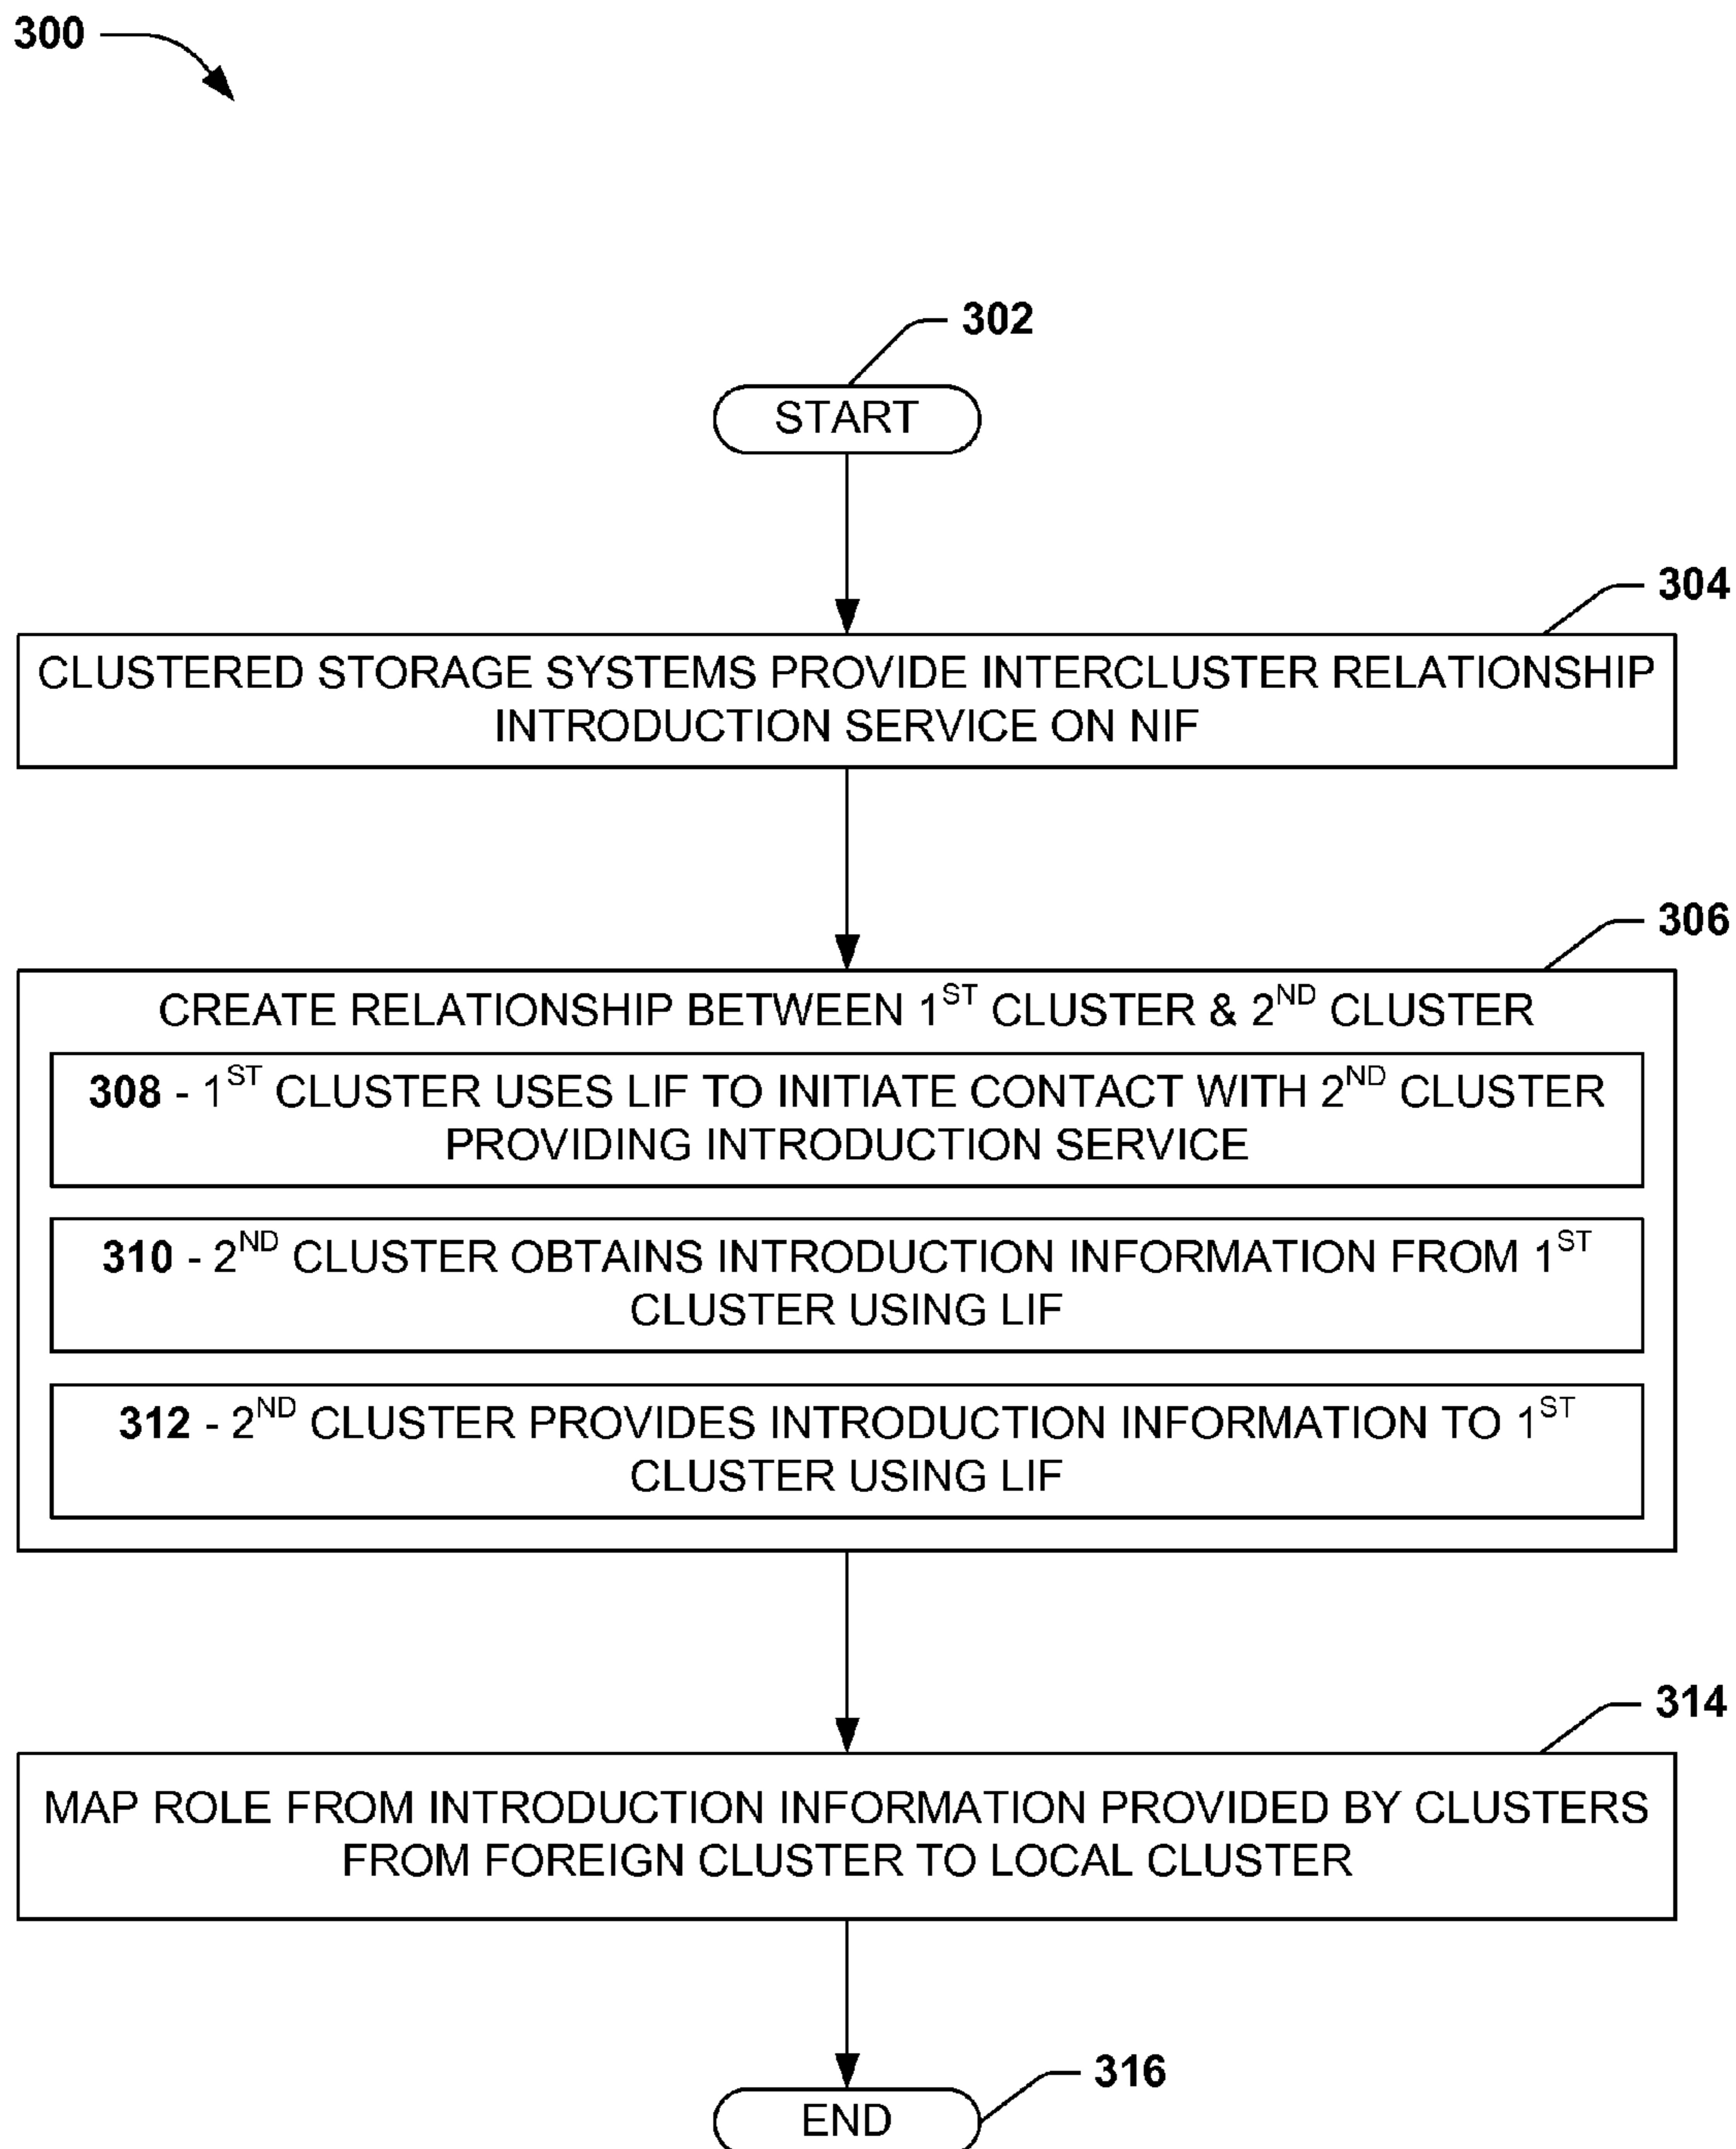 300
302
START
304
CLUSTERED STORAGE SYSTEMS PROVIDE INTERCLUSTER RELATIONSHIP
INTRODUCTION SERVICE ON NIF
306
CREATE RELATIONSHIP BETWEEN 1ST CLUSTER & 2ND CLUSTER
308 - 1ST CLUSTER USES LIF TO INITIATE CONTACT WITH 2ND CLUSTER
PROVIDING INTRODUCTION SERVICE
310 - 2ND CLUSTER OBTAINS INTRODUCTION INFORMATION FROM 1ST
CLUSTER USING LIF
312 - 2ND CLUSTER PROVIDES INTRODUCTION INFORMATION TO 1ST
CLUSTER USING LIF
314
MAP ROLE FROM INTRODUCTION INFORMATION PROVIDED BY CLUSTERS
FROM FOREIGN CLUSTER TO LOCAL CLUSTER
316
END